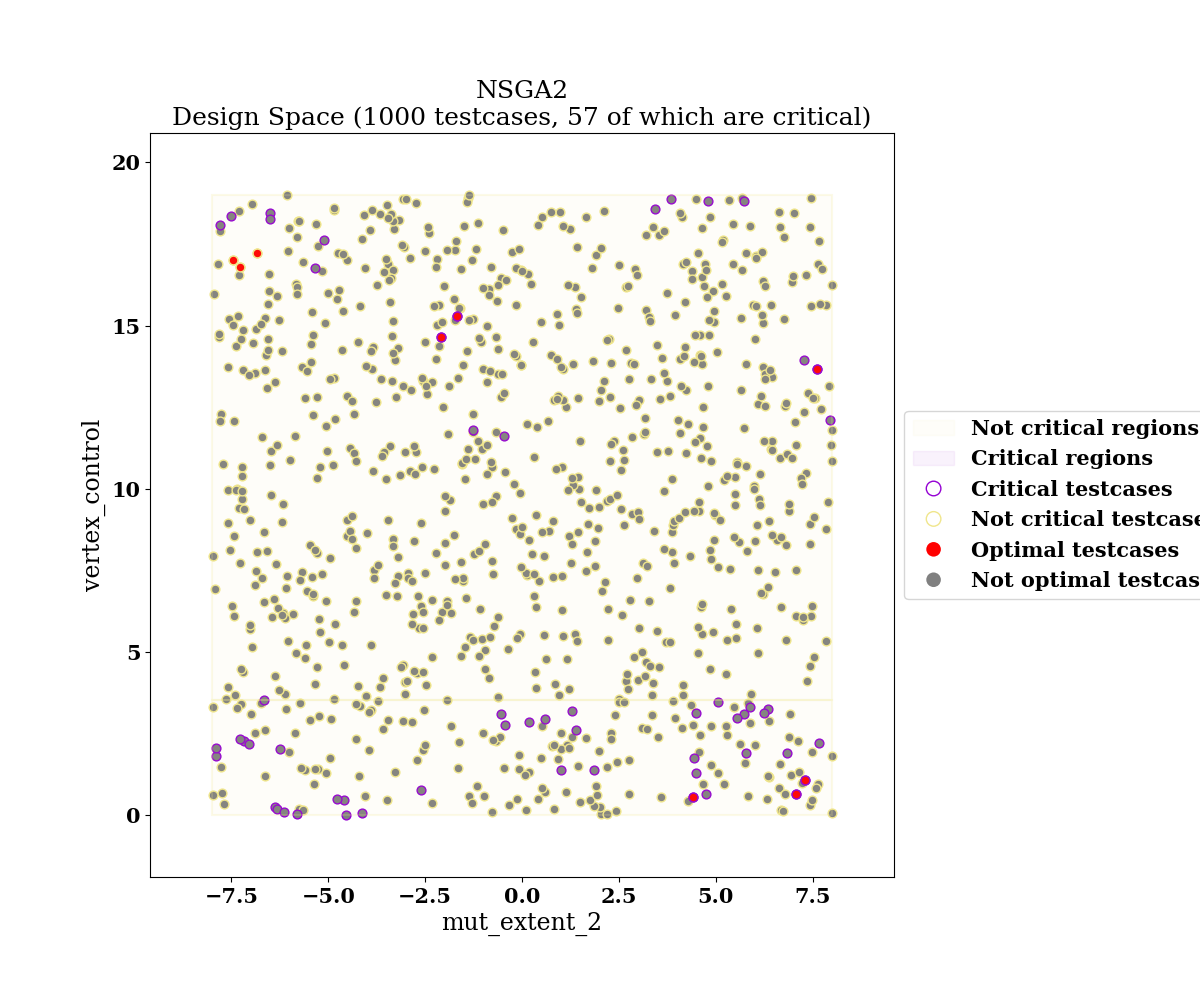 NSGA2
Design Space (1000 testcases, 57 of which are critical)
20
15
10
5
0
vertex_control
−7.5 −5.0 −2.5 0.0 2.5 5.0 7.5
mut_extent_2
Not critical regions
Critical regions
Critical testcases
Not critical testcase
Optimal testcases
Not optimal testcas